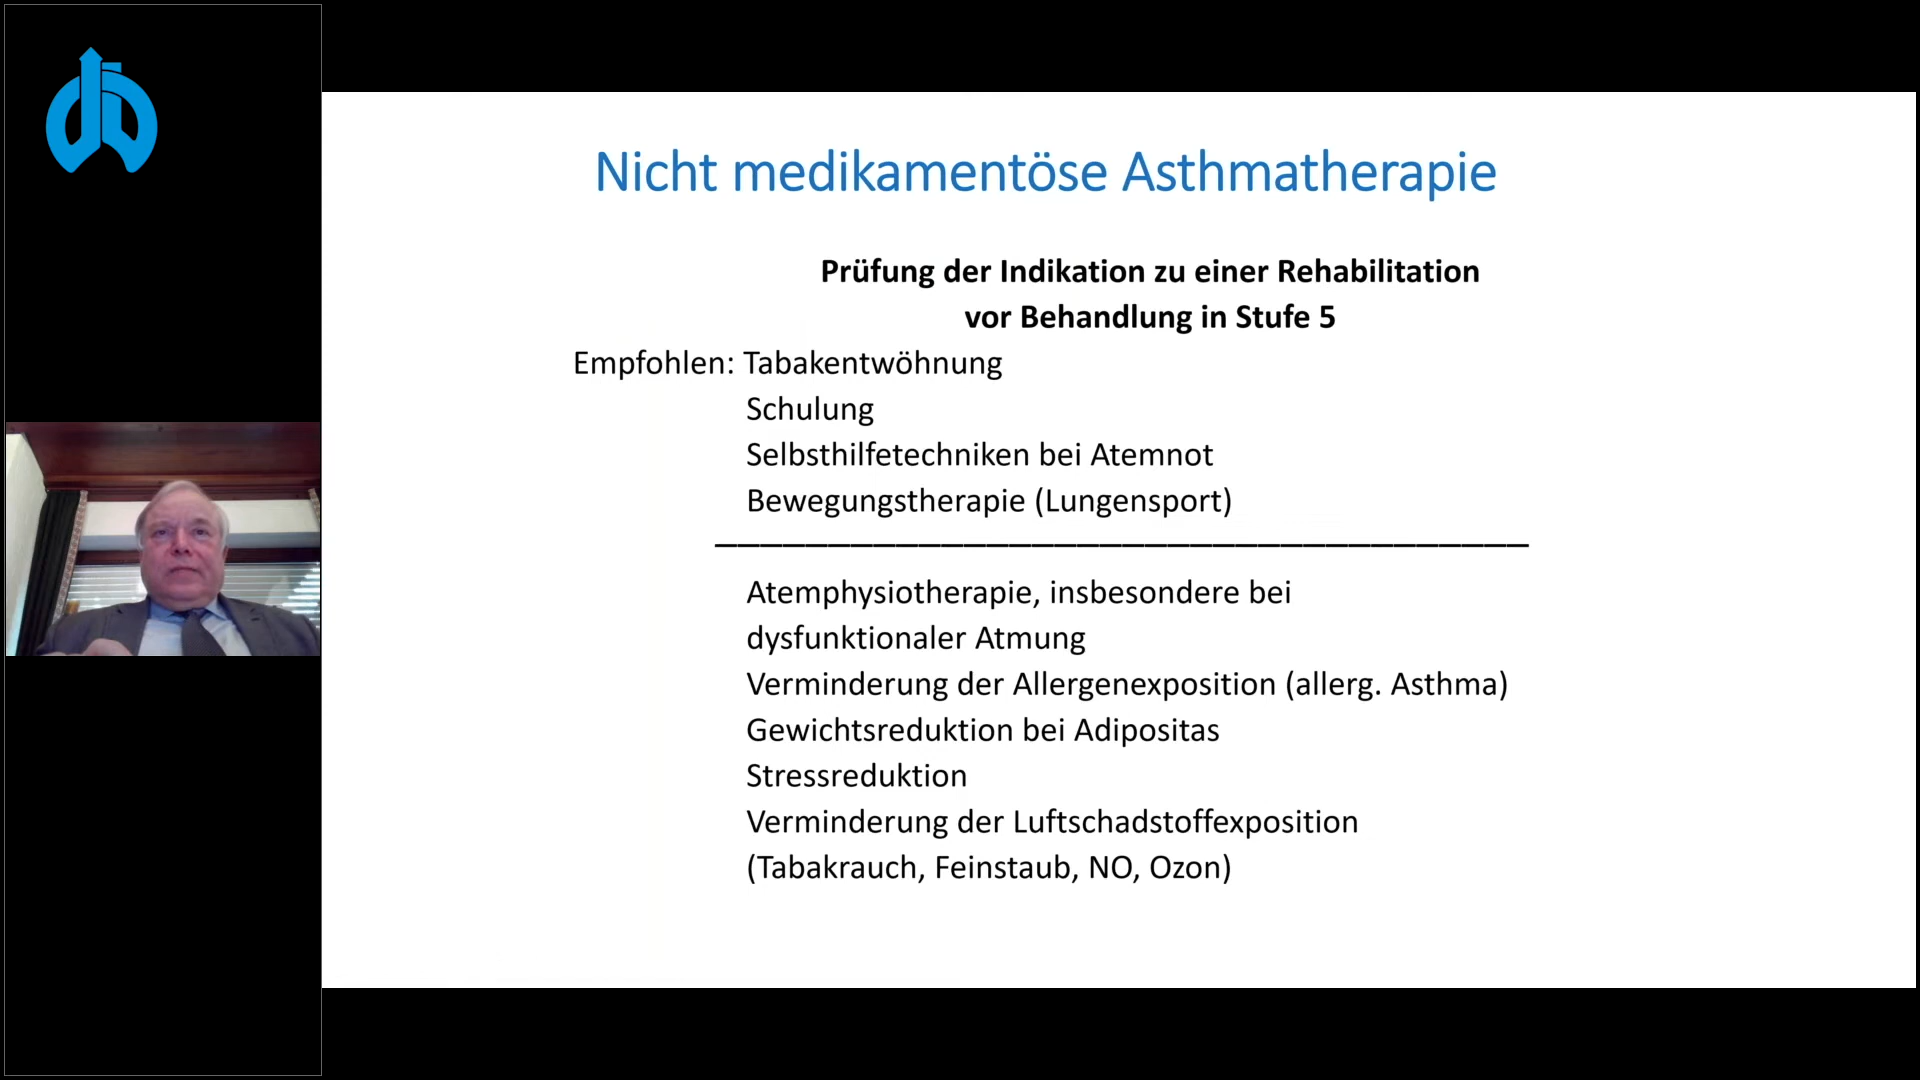 Nicht medikamentöse Asthmatherapie
Prüfung der Indikation zu einer Rehabilitation
vor Behandlung in Stufe 5
Empfohlen: Tabakentwöhnung
Schulung
Selbsthilfetechniken bei Atemnot
Bewegungstherapie (Lungensport)
Atemphysiotherapie, insbesondere bei
dysfunktionaler Atmung
Verminderung der Allergenexposition (allerg. Asthma)
Gewichtsreduktion bei Adipositas
Stressreduktion
Verminderung der Luftschadstoffexposition
(Tabakrauch, Feinstaub, NO, Ozon)